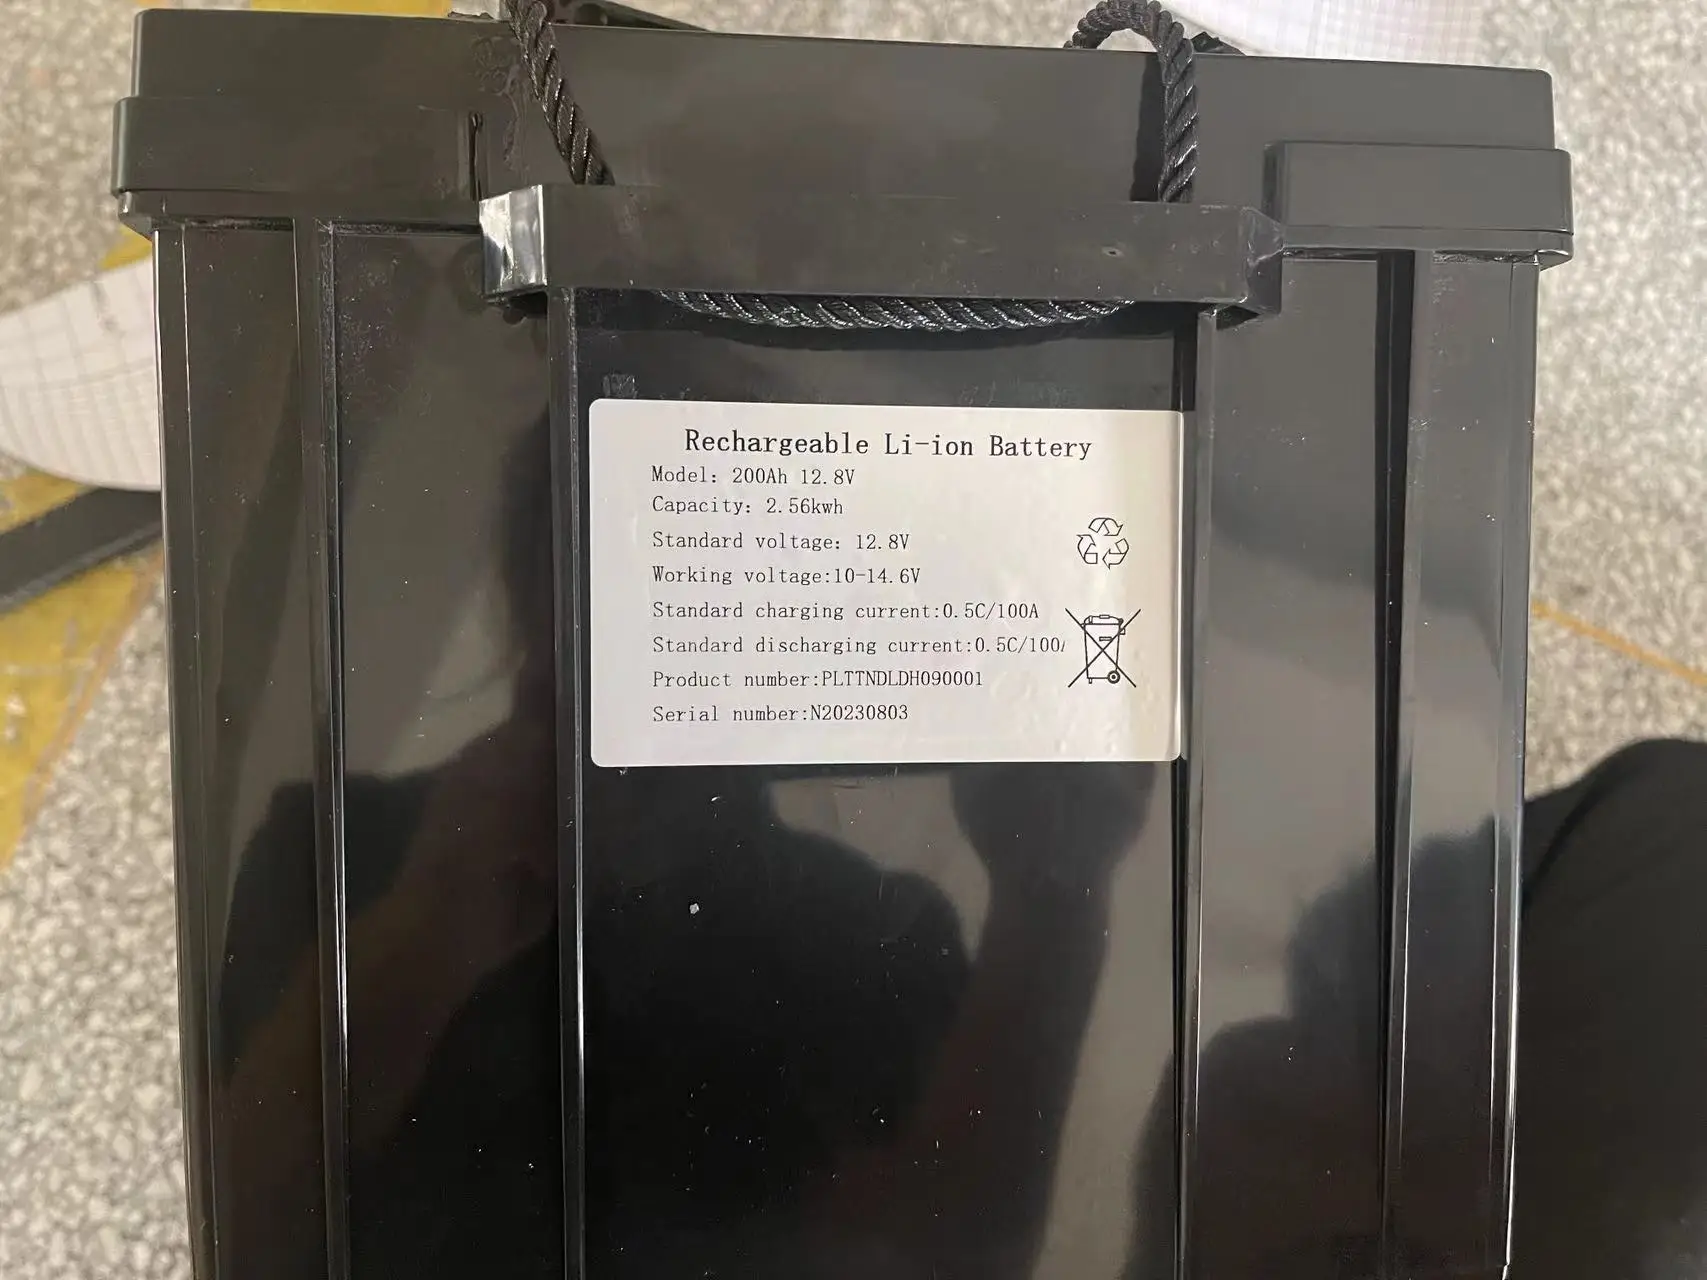 Rechargeable Li-ion Battery
Model: 200Ah 12.8V
Capacity: 2.56kwh
Standard voltage: 12.8V
Working voltage:10-14.6V
Standard charging current:0.5C/100A
Standard discharging current:0.5C/100
Product number:PLTTNDLDH090001
Serial number:N20230803